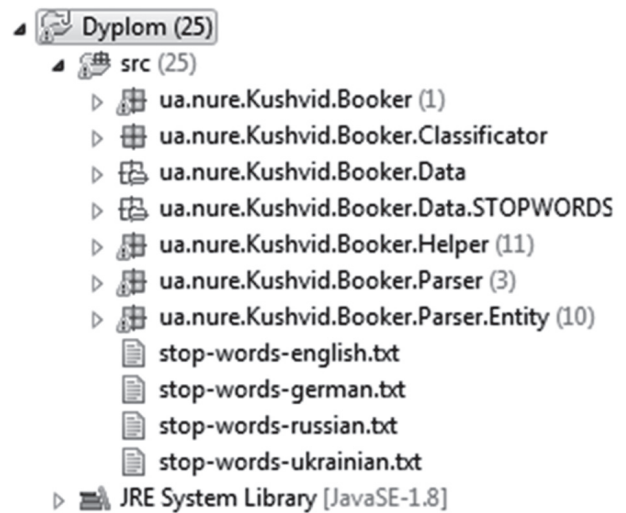 Dyplom (25)
src (25)
ua.nure.Kushvid.Booker (1)
ua.nure.Kushvid.Booker.Classificator
ua.nure.Kushvid.Booker.Data
ua.nure.Kushvid.Booker.Data.STOPWORDS
ua.nure.Kushvid.Booker.Helper (11)
ua.nure.Kushvid.Booker.Parser (3)
ua.nure.Kushvid.Booker.Parser.Entity (10)
stop-words-english.txt
stop-words-german.txt
stop-words-russian.txt
stop-words-ukrainian.txt
JRE System Library [JavaSE-1.8]